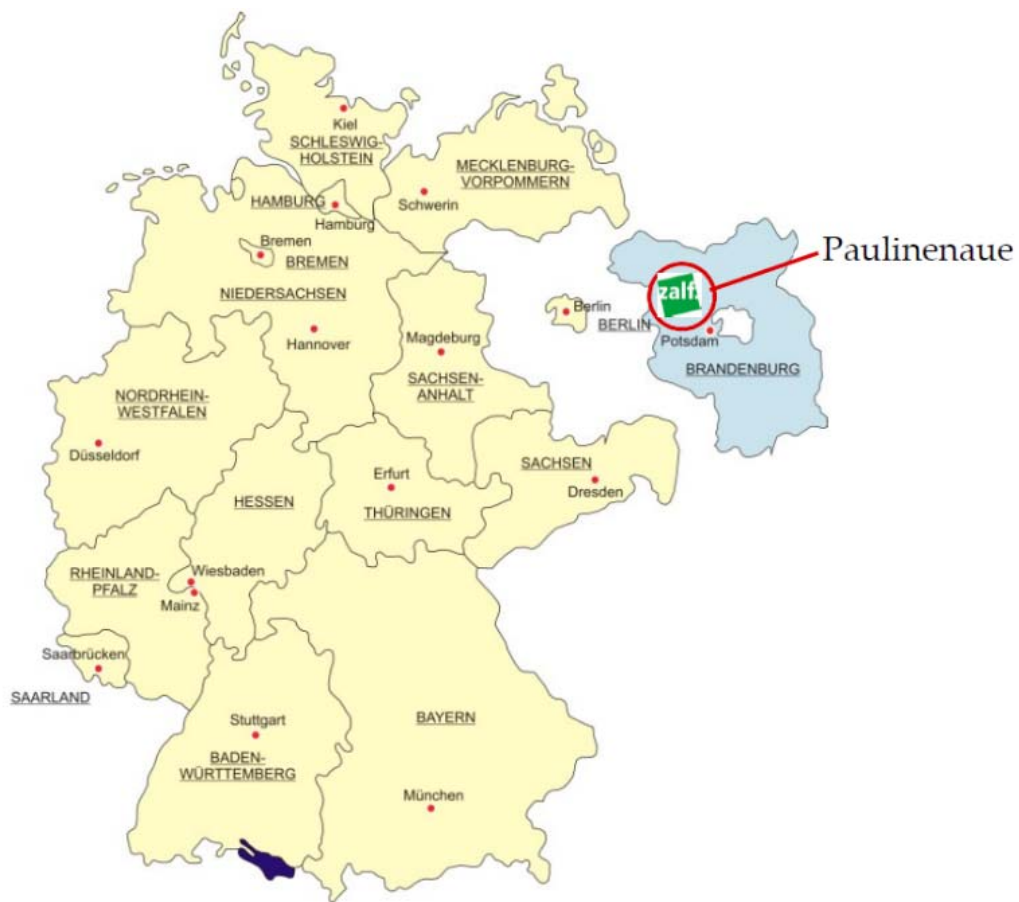 Kiel
SCHLESWIG-
HOLSTEIN
MECKLENBURG-
VORPOMMERN
Schwerin
HAMBURG
Hamburg
Bremen
BREMEN
NIEDERSACHSEN
Hannover
Paulinenaue
zalf.
Berlin
BERLIN
Potsdam
BRANDENBURG
Magdeburg
SACHSEN-
ANHALT
NORDRHEIN-
WESTFALEN
Düsseldorf
HESSEN
Erfurt
THÜRINGEN
SACHSEN
Dresden
RHEINLAND-
PFALZ
Wiesbaden
Mainz
Saarbrücken
SAARLAND
Stuttgart
BADEN-
WÜRTTEMBERG
BAYERN
München